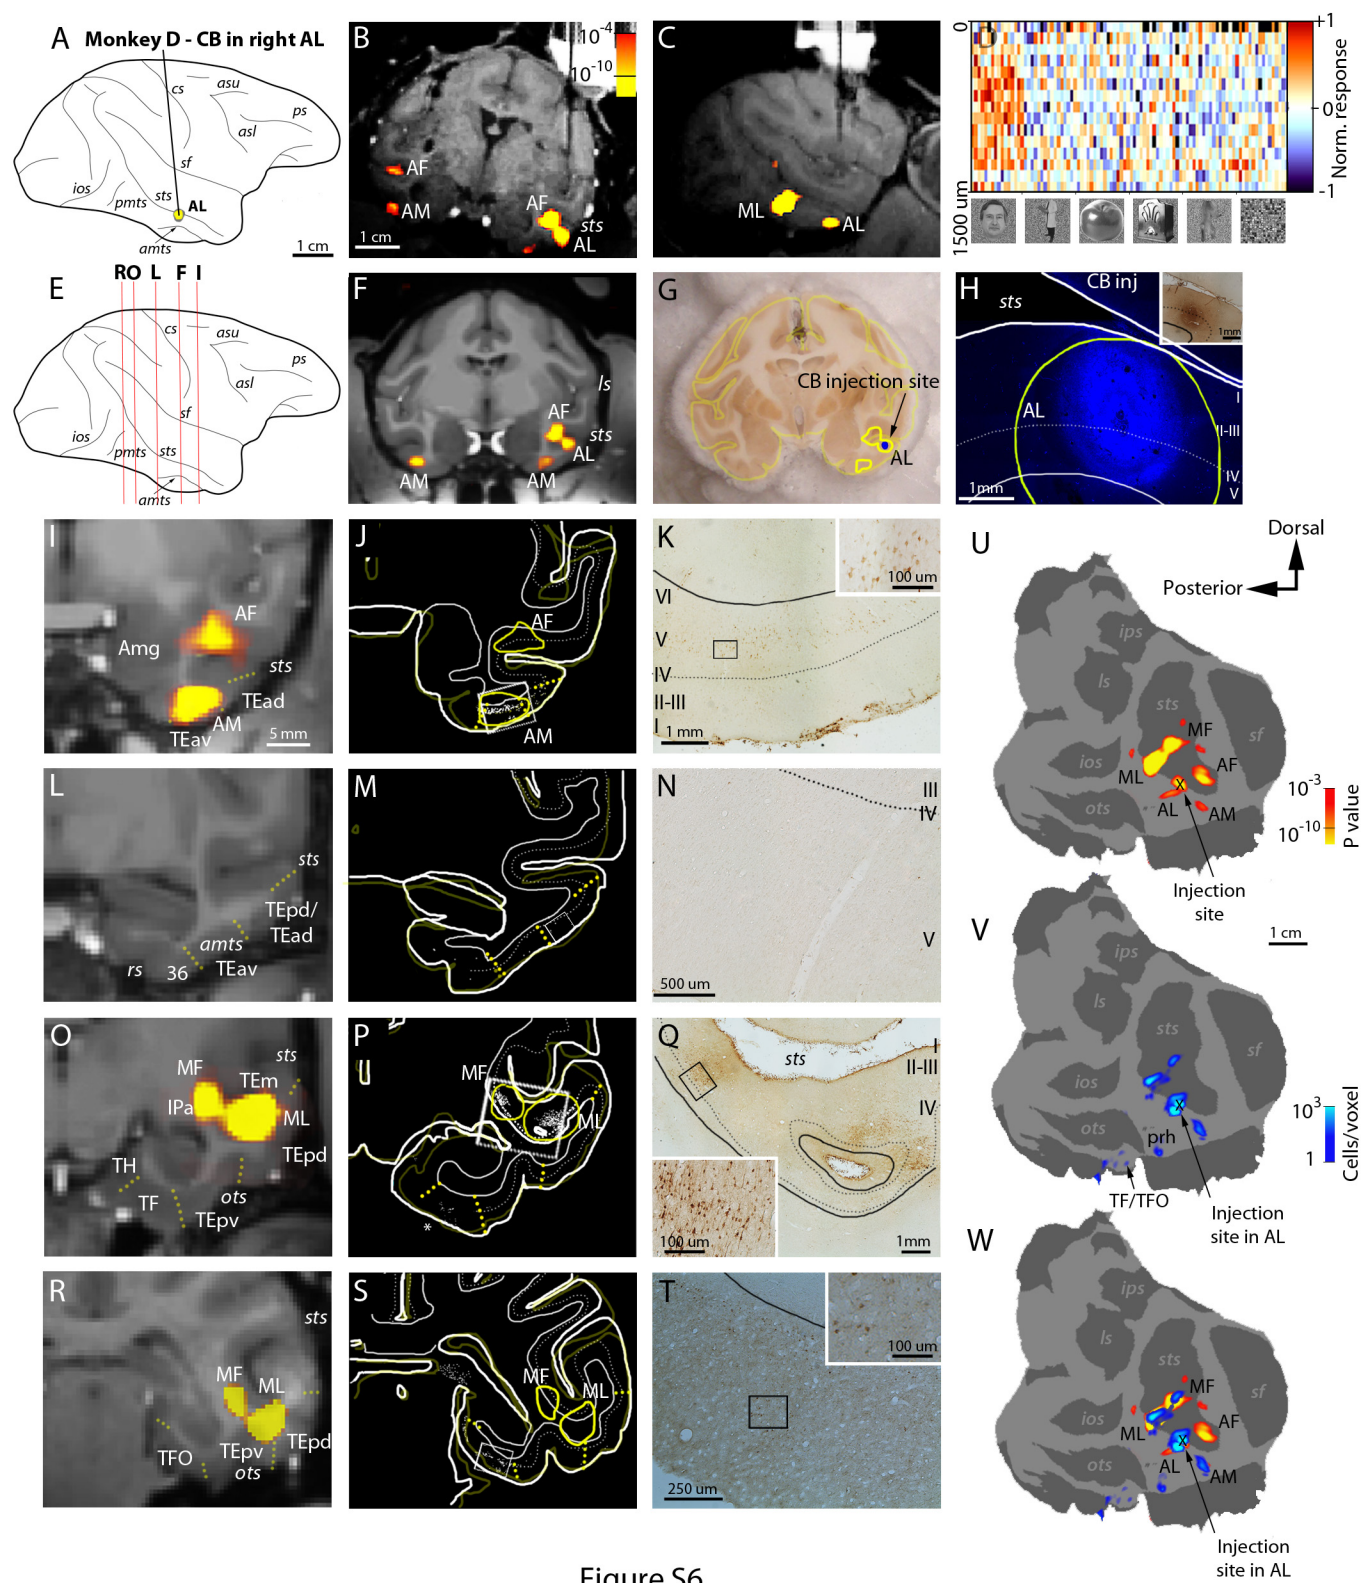 A
Monkey D - CB in right AL
cs
asu
ps
asl
sf
ios
pmts
sts
AL
amts
1 cm
B
10-4
10-10
AF
AM
AF
sts
AL
1 cm
C
ML
AL
D
0
1500 um
+1
0
-1
Norm. response
E
R O L F I
cs
asu
ps
asl
sf
ios
pmts
sts
amts
F
ls
AF
sts
AL
AM
AM
G
CB injection site
AL
H
CB inj
sts
1mm
AL
I
II-III
IV
V
1mm
I
AF
Amg
sts
TEad
AM
TEav
5 mm
J
AF
AM
K
100 um
VI
V
IV
II-III
I
1 mm
L
sts
TEpd/
TEad
amts
TEav
rs
36
M
N
III
IV
V
500 um
O
sts
MF
TEm
IPa
ML
TEpd
TH
TF
ots
TEpv
P
MF
ML
*
Q
sts
I
II-III
IV
100 um
1mm
R
sts
MF
ML
TFO
TEpv
TEpd
ots
S
MF
ML
T
100 um
250 um
U
Dorsal
Posterior
ips
ls
sts
MF
sf
ios
ML
AF
ots
AL
X
AM
10-3
10-10
P value
Injection
site
V
1 cm
ips
ls
sts
sf
ios
X
ots
prh
103
1
Cells/voxel
TF/TFO
Injection
site in AL
W
ips
ls
sts
MF
sf
ios
ML
AF
X
ots
AL
AM
Injection
site in AL
Figure S6